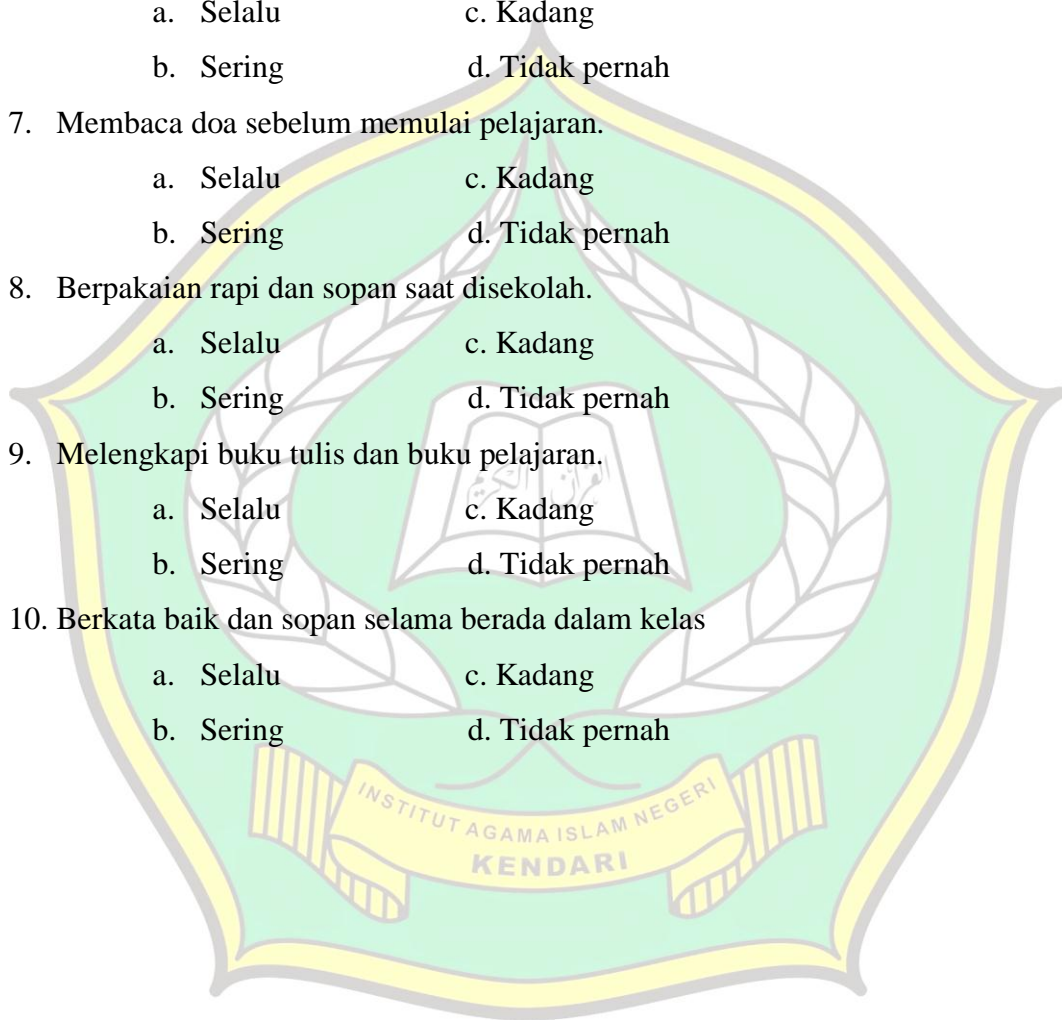 a. Selalu c. Kadang
b. Sering d. Tidak pernah
7. Membaca doa sebelum memulai pelajaran.
a. Selalu c. Kadang
b. Sering d. Tidak pernah
8. Berpakaian rapi dan sopan saat disekolah.
a. Selalu c. Kadang
b. Sering d. Tidak pernah
9. Melengkapi buku tulis dan buku pelajaran.
القرآن الكريم
a. Selalu c. Kadang
b. Sering d. Tidak pernah
10. Berkata baik dan sopan selama berada dalam kelas
a. Selalu c. Kadang
b. Sering d. Tidak pernah
INSTITUT AGAMA ISLAM NEGERI
KENDARI